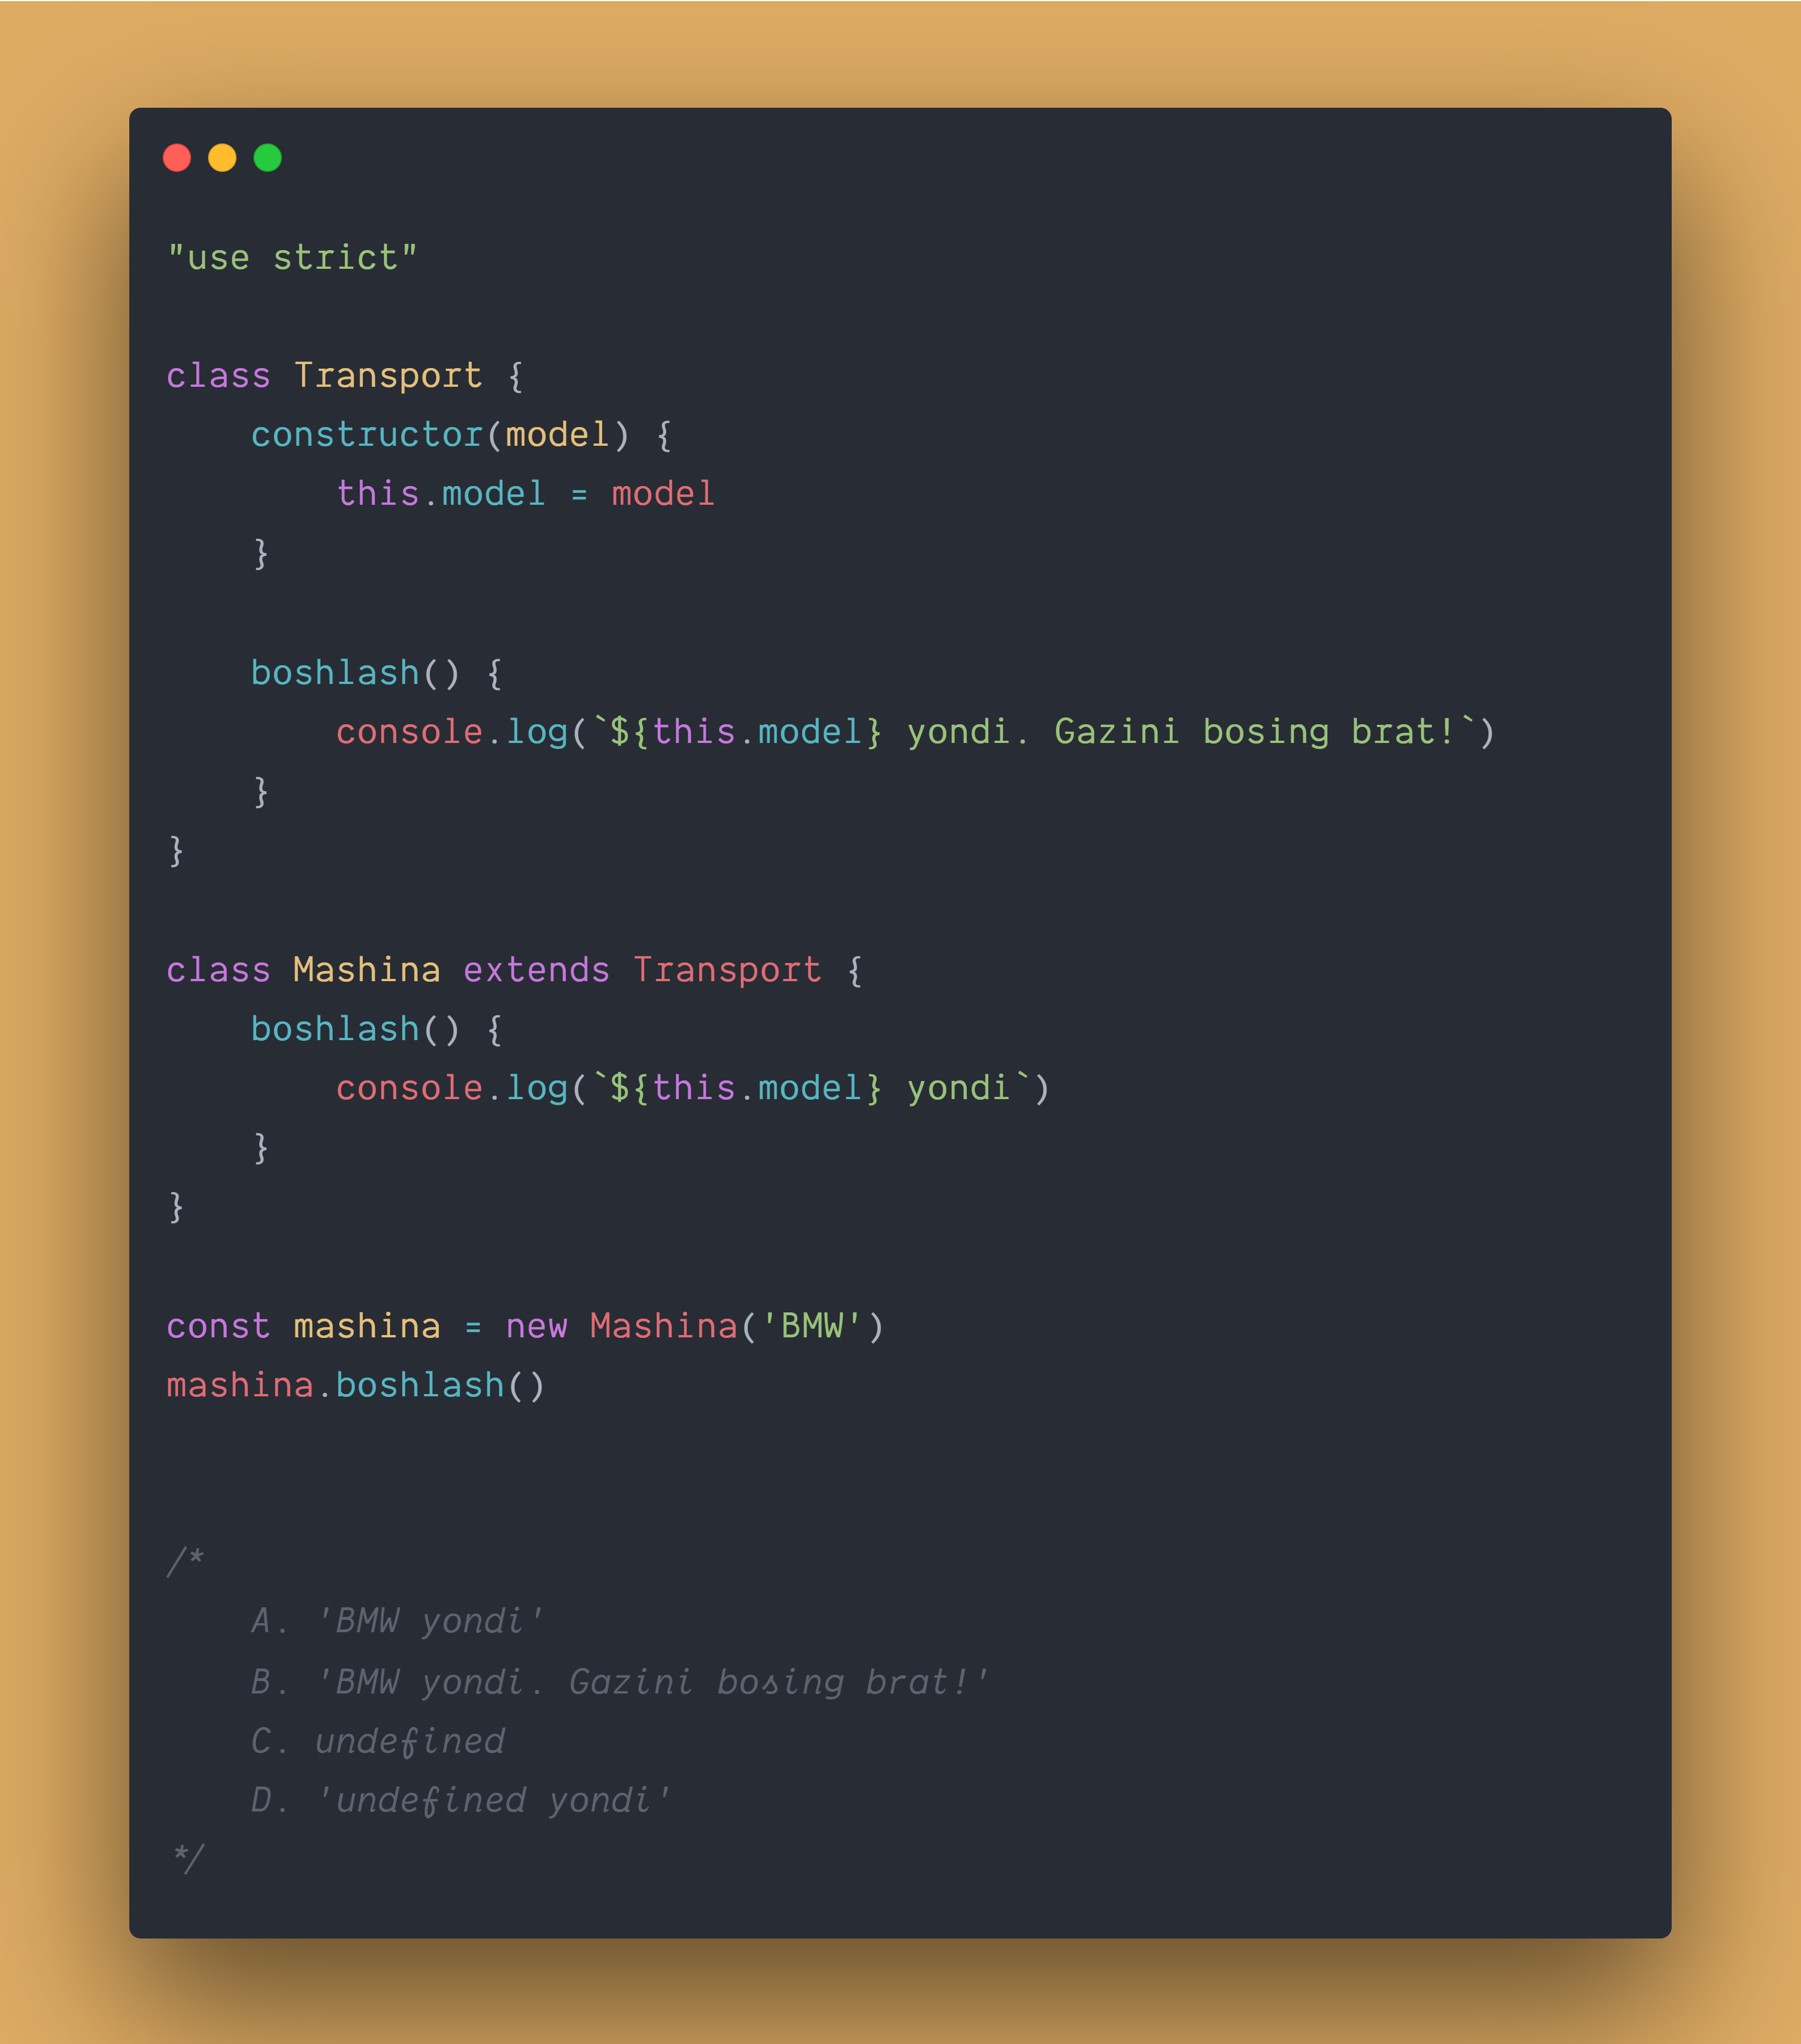 "use strict"
class Transport {
    constructor(model) {
        this.model = model
    }
    boshlash() {
        console.log(`${this.model} yondi. Gazini bosing brat!`)
    }
}
class Mashina extends Transport {
    boshlash() {
        console.log(`${this.model} yondi`)
    }
}
const mashina = new Mashina('BMW')
mashina.boshlash()
/*
    A. 'BMW yondi'
    B. 'BMW yondi. Gazini bosing brat!'
    C. undefined
    D. 'undefined yondi'
*/